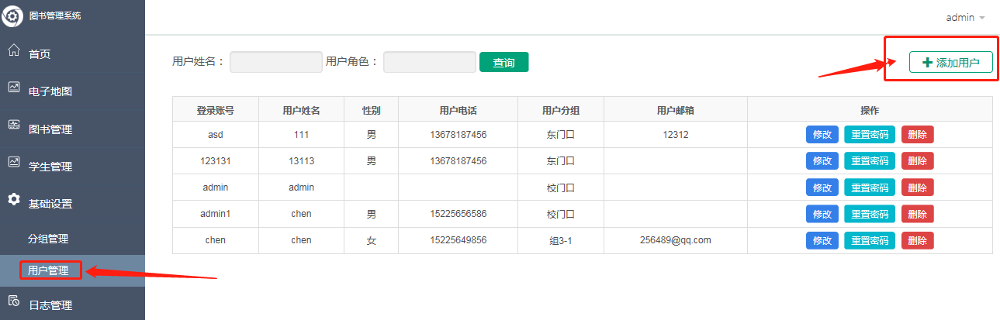 图书管理系统
admin
首页
电子地图
图书管理
学生管理
基础设置
分组管理
用户管理
日志管理
用户姓名： 用户角色： 查询 添加用户
登录账号 用户姓名 性别 用户电话 用户分组 用户邮箱 操作
asd 111 男 13678187456 东门口 12312 修改 重置密码 删除
123131 13113 男 13678187456 东门口 修改 重置密码 删除
admin admin 校门口 修改 重置密码 删除
admin1 chen 男 15225656586 校门口 修改 重置密码 删除
chen chen 女 15225649856 组3-1 256489@qq.com 修改 重置密码 删除